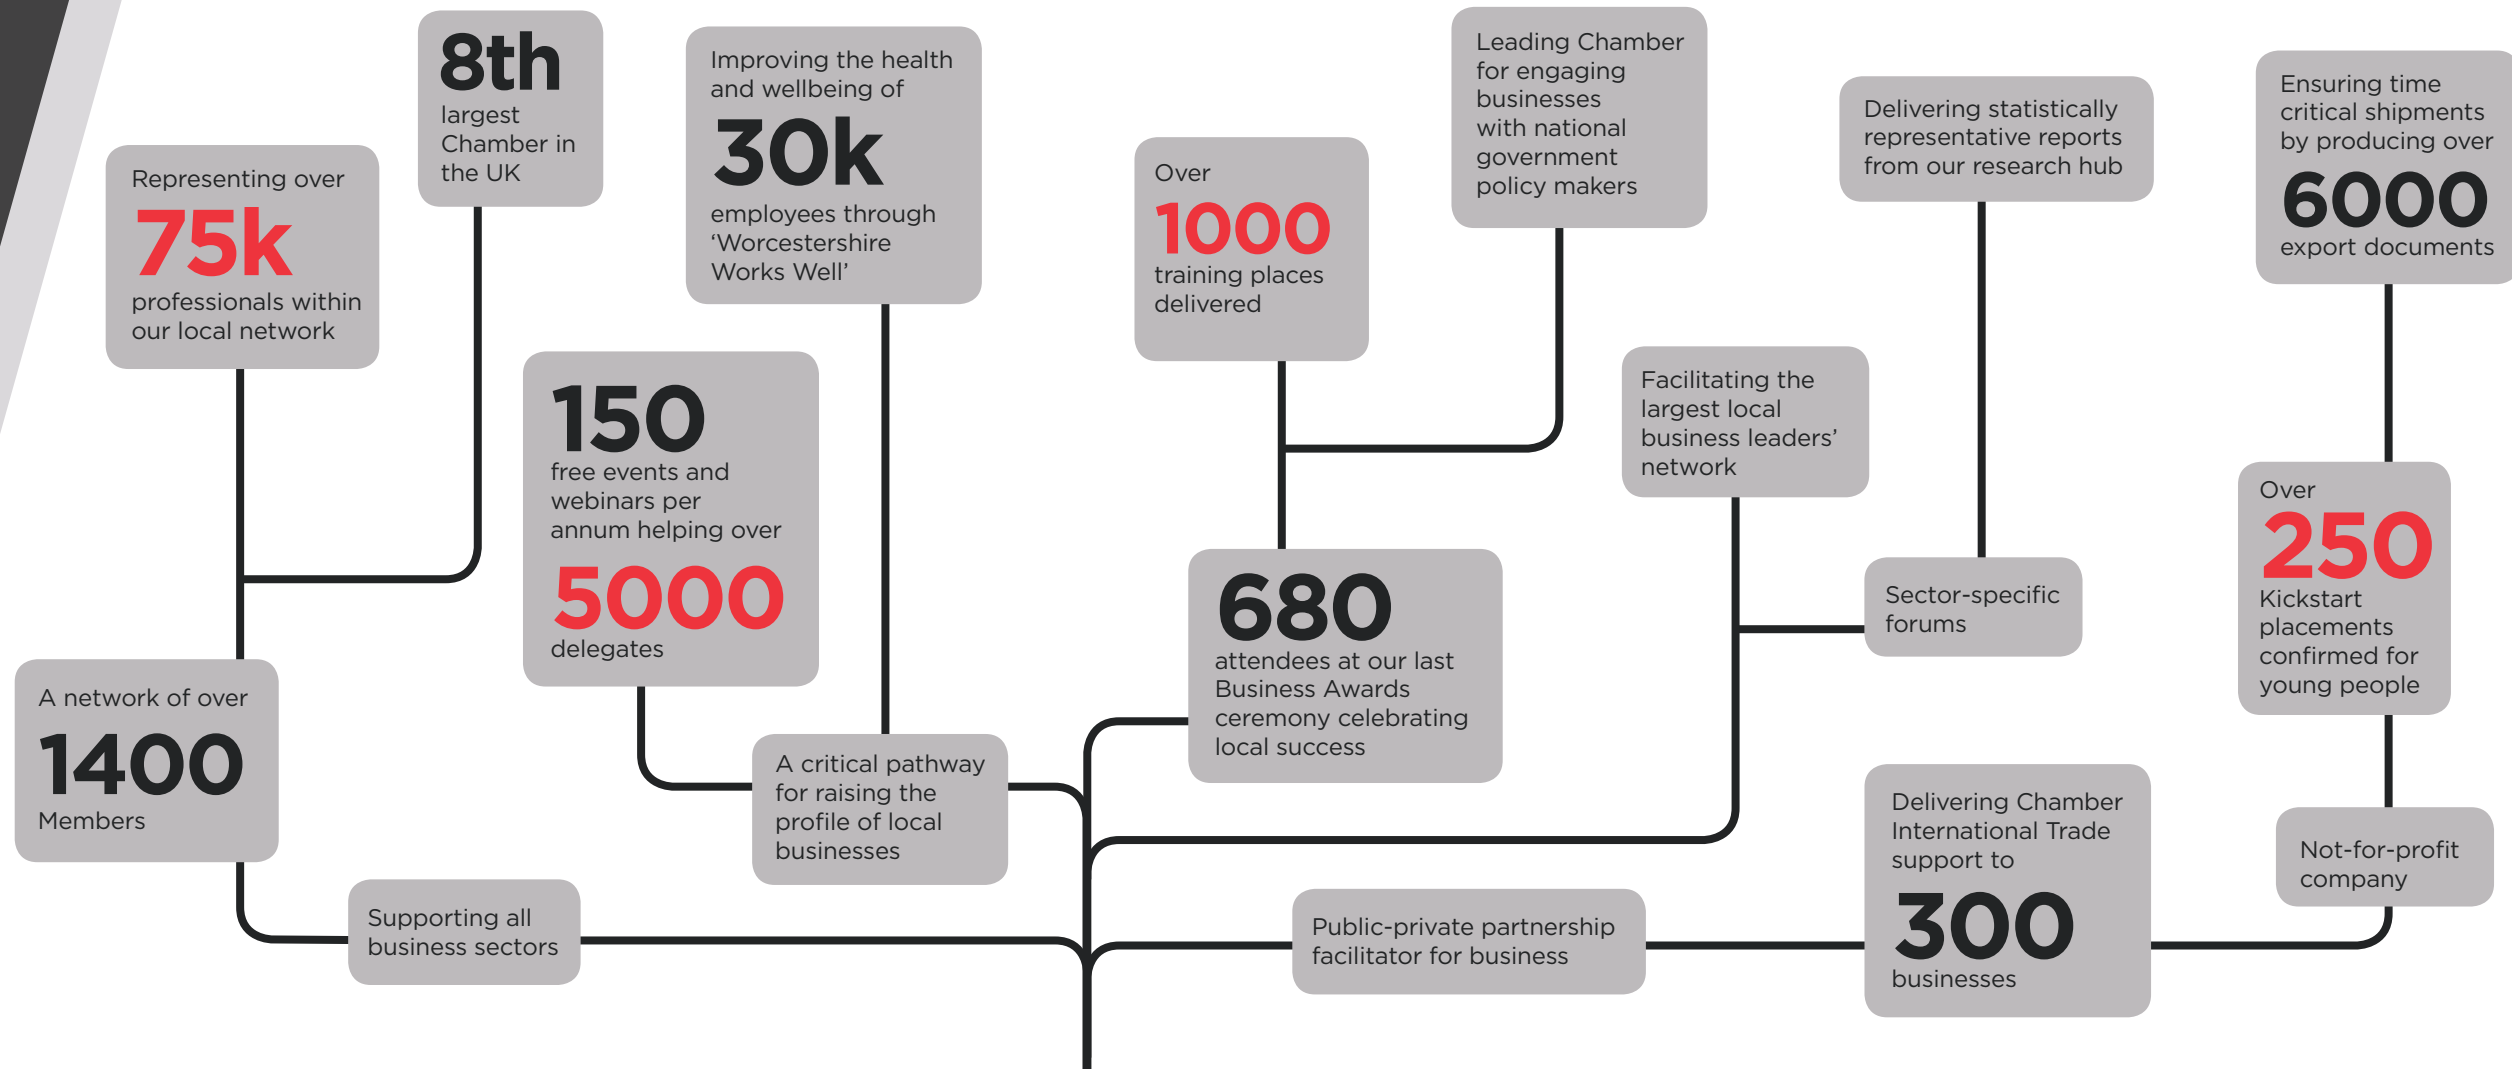 8th
largest
Chamber in
the UK
Improving the health
and wellbeing of
30k
employees through
‘Worcestershire
Works Well’
Leading Chamber
for engaging
businesses
with national
government
policy makers
Delivering statistically
representative reports
from our research hub
Ensuring time
critical shipments
by producing over
6000
export documents
Representing over
75k
professionals within
our local network
Over
1000
training places
delivered
150
free events and
webinars per
annum helping over
5000
delegates
Facilitating the
largest local
business leaders’
network
Over
250
Kickstart
placements
confirmed for
young people
680
attendees at our last
Business Awards
ceremony celebrating
local success
Sector-specific
forums
A network of over
1400
Members
A critical pathway
for raising the
profile of local
businesses
Delivering Chamber
International Trade
support to
300
businesses
Not-for-profit
company
Supporting all
business sectors
Public-private partnership
facilitator for business